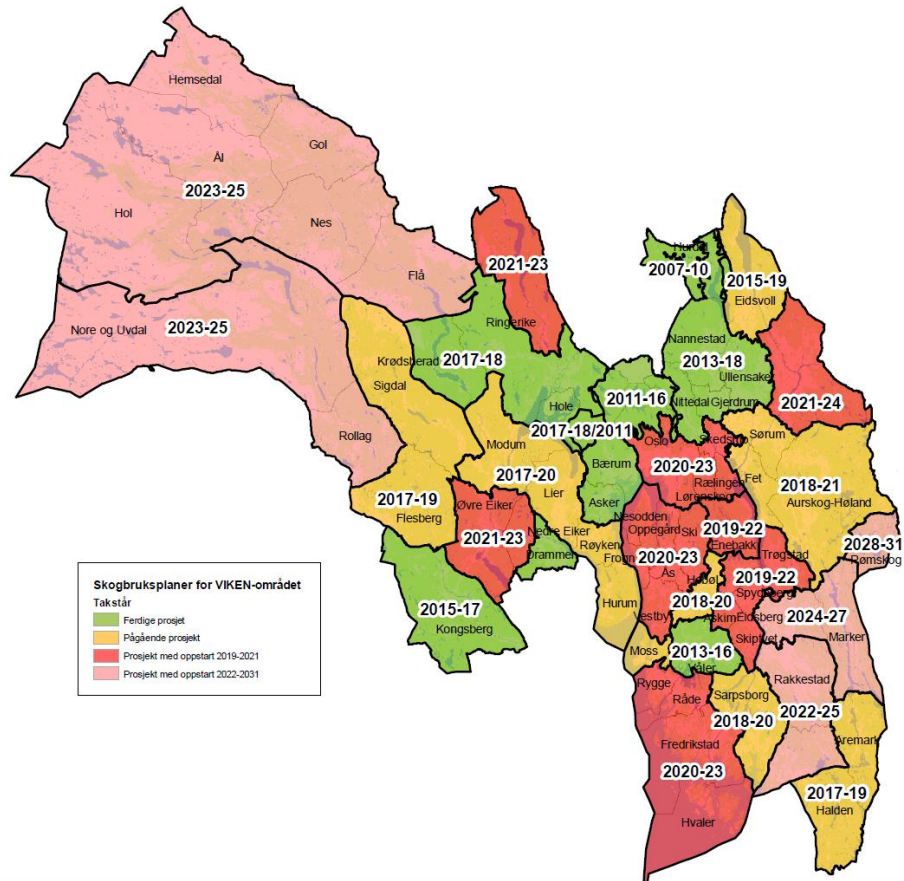 Hemsedal
Gol
Ål
2023-25
Hol
Nes
2021-23
Hurdal
2007-10
2015-19
Eidsvoll
Flå
Nore og Uvdal
2023-25
Ringerike
Nannestad
Krødsherad
2017-18
2013-18
Ullensaker
Sigdal
2021-24
Hole
2011-16
Nittedal
Gjerdrum
Rollag
Modum
2017-18/2011
Oslo
Skedsmo
Sørum
Bærum
2020-23
2017-20
Rælingen
Fet
2018-21
2017-19
Lier
Lørenskog
Aurskog-Høland
Flesberg
Øvre Eiker
Asker
Nesodden
Oppegård
Ski
2019-22
2021-23
Nedre Eiker
Røyken
Enebakk
2028-31
Drammen
Frogn
2020-23
Trøgstad
Rømskog
Ås
Hobøl
2019-22
Skogbruksplaner for VIKEN-området
Takstår
Ferdige prosjet
Pågående prosjekt
Prosjekt med oppstart 2019-2021
Prosjekt med oppstart 2022-2031
2015-17
Kongsberg
Hurum
2018-20
Spydeberg
Vestby
Askim
Eidsberg
2024-27
Skiptvet
Marker
Moss
2013-16
Våler
Rygge
Råde
Sarpsborg
Rakkestad
2018-20
2022-25
Fredrikstad
Aremark
2020-23
2017-19
Halden
Hvaler